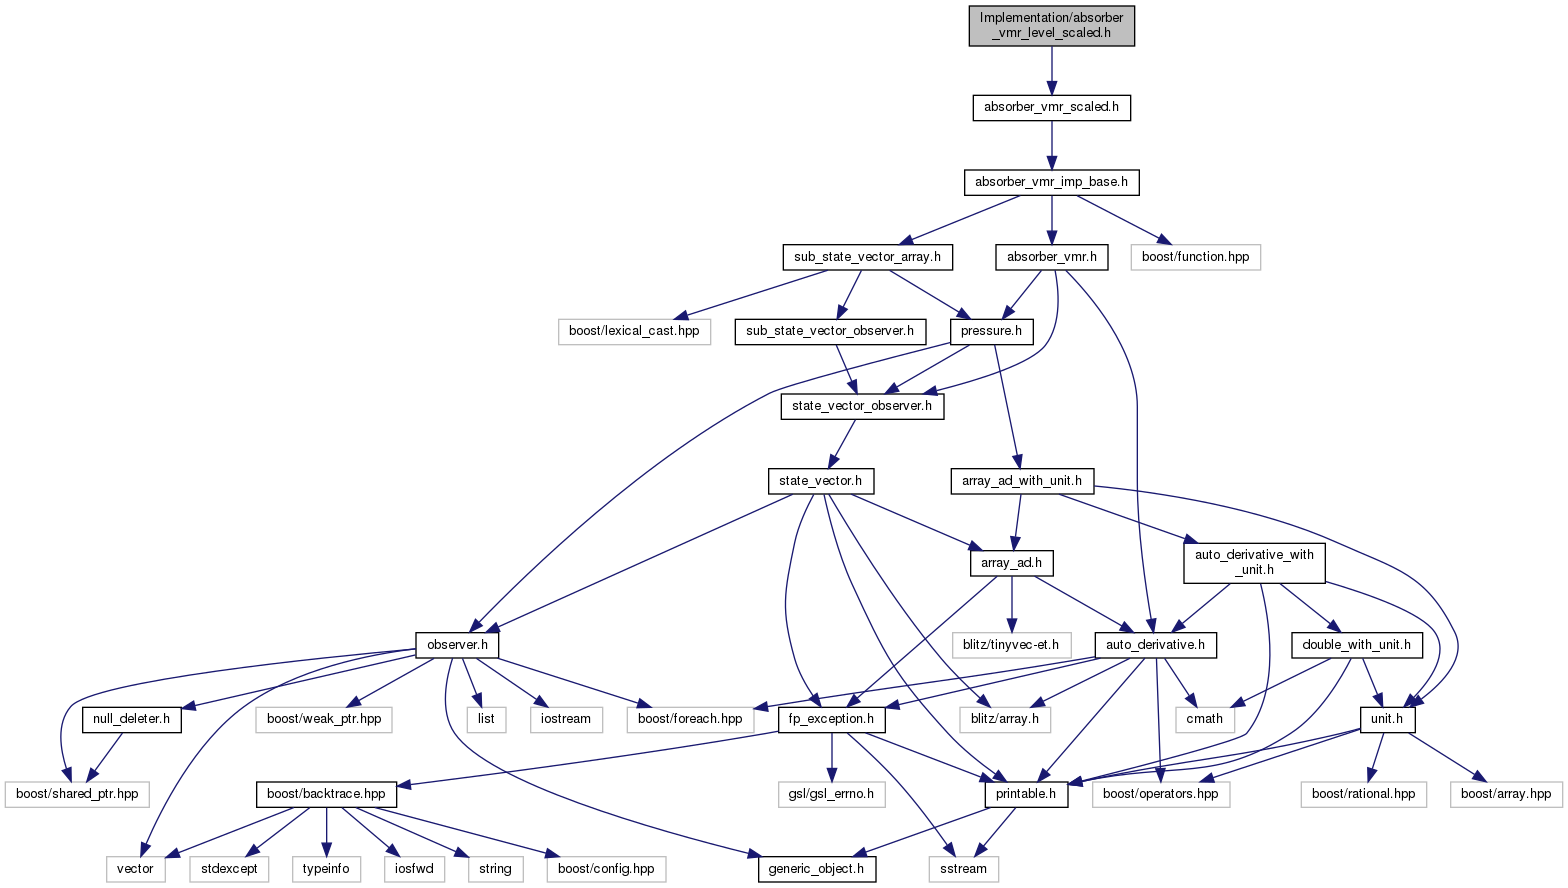 Implementation/absorber
_vmr_level_scaled.h
absorber_vmr_scaled.h
absorber_vmr_imp_base.h
sub_state_vector_array.h
absorber_vmr.h
boost/function.hpp
boost/lexical_cast.hpp
sub_state_vector_observer.h
pressure.h
state_vector_observer.h
state_vector.h
array_ad_with_unit.h
array_ad.h
auto_derivative_with
_unit.h
observer.h
blitz/tinyvec-et.h
auto_derivative.h
double_with_unit.h
null_deleter.h
boost/weak_ptr.hpp
list
iostream
boost/foreach.hpp
fp_exception.h
blitz/array.h
cmath
unit.h
boost/shared_ptr.hpp
boost/backtrace.hpp
gsl/gsl_errno.h
printable.h
boost/operators.hpp
boost/rational.hpp
boost/array.hpp
vector
stdexcept
typeinfo
iosfwd
string
boost/config.hpp
generic_object.h
sstream